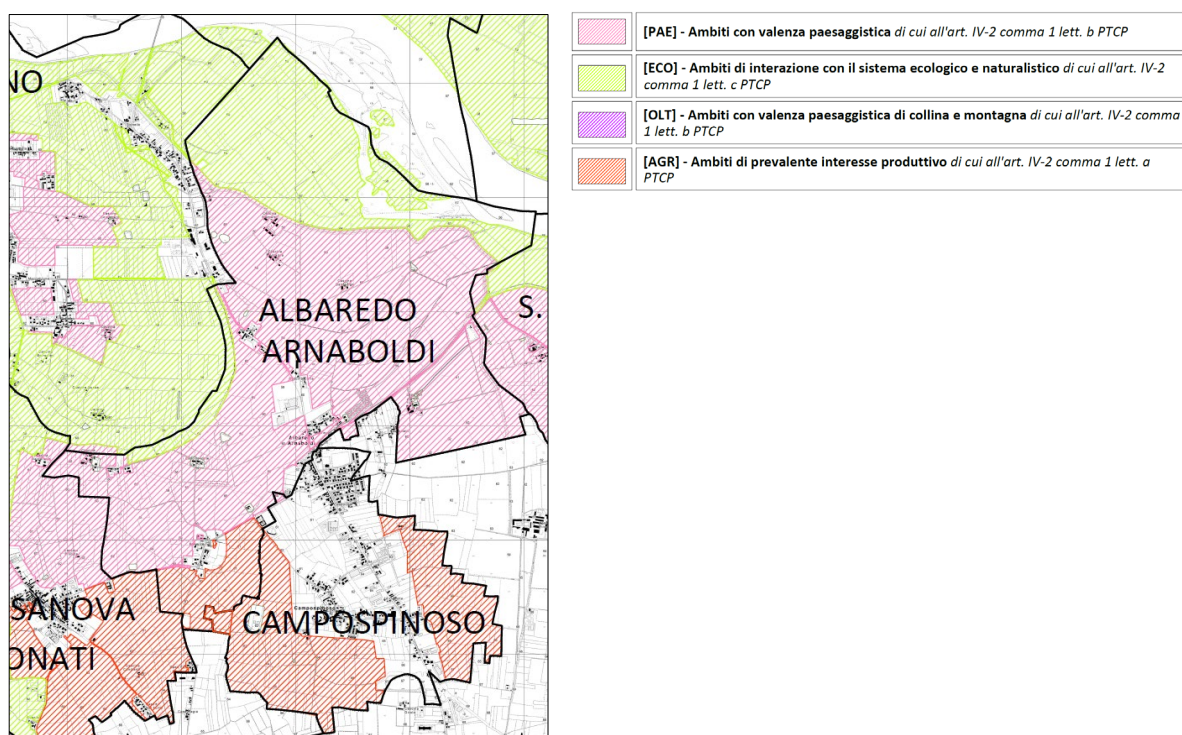 NO
ALBAREDO
ARNABOLDI
S.
Campospinoso
CAMPOSPINOSO
SANOVA
ONATI
[PAE] - Ambiti con valenza paesaggistica di cui all'art. IV-2 comma 1 lett. b PTCP
[ECO] - Ambiti di interazione con il sistema ecologico e naturalistico di cui all'art. IV-2
comma 1 lett. c PTCP
[OLT] - Ambiti con valenza paesaggistica di collina e montagna di cui all'art. IV-2 comma
1 lett. b PTCP
[AGR] - Ambiti di prevalente interesse produttivo di cui all'art. IV-2 comma 1 lett. a
PTCP